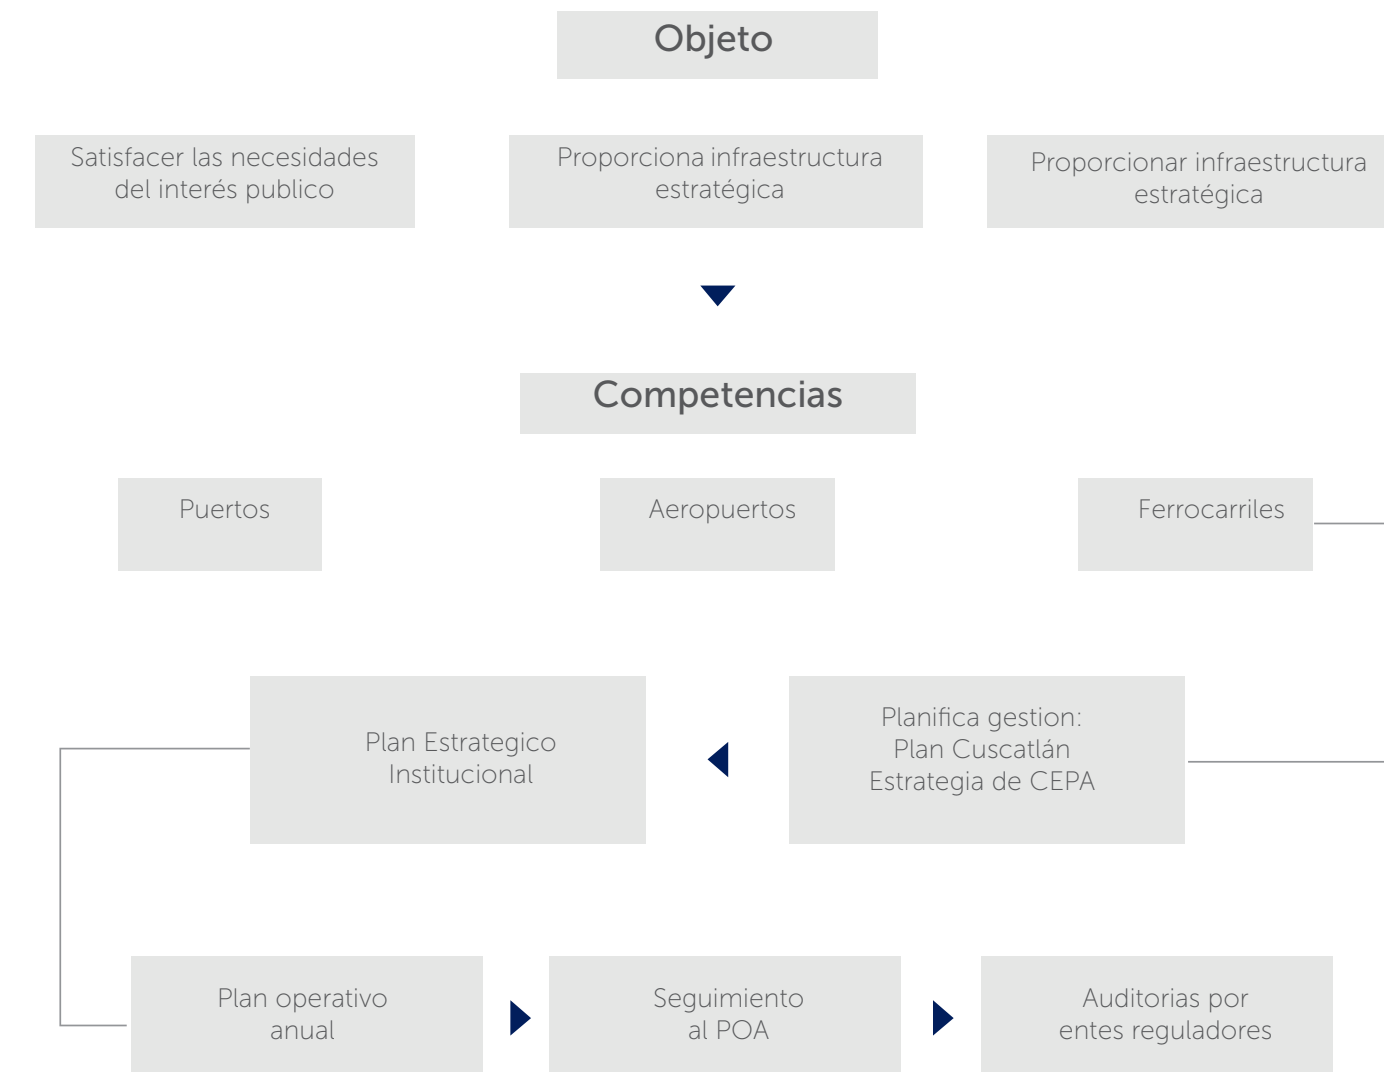 Objeto
Satisfacer las necesidades
del interés publico
Proporciona infraestructura
estratégica
Proporcionar infraestructura
estratégica
Competencias
Puertos
Aeropuertos
Ferrocarriles
Plan Estrategico
Institucional
Planifica gestion:
Plan Cuscatlán
Estrategia de CEPA
Plan operativo
anual
Seguimiento
al POA
Auditorias por
entes reguladores